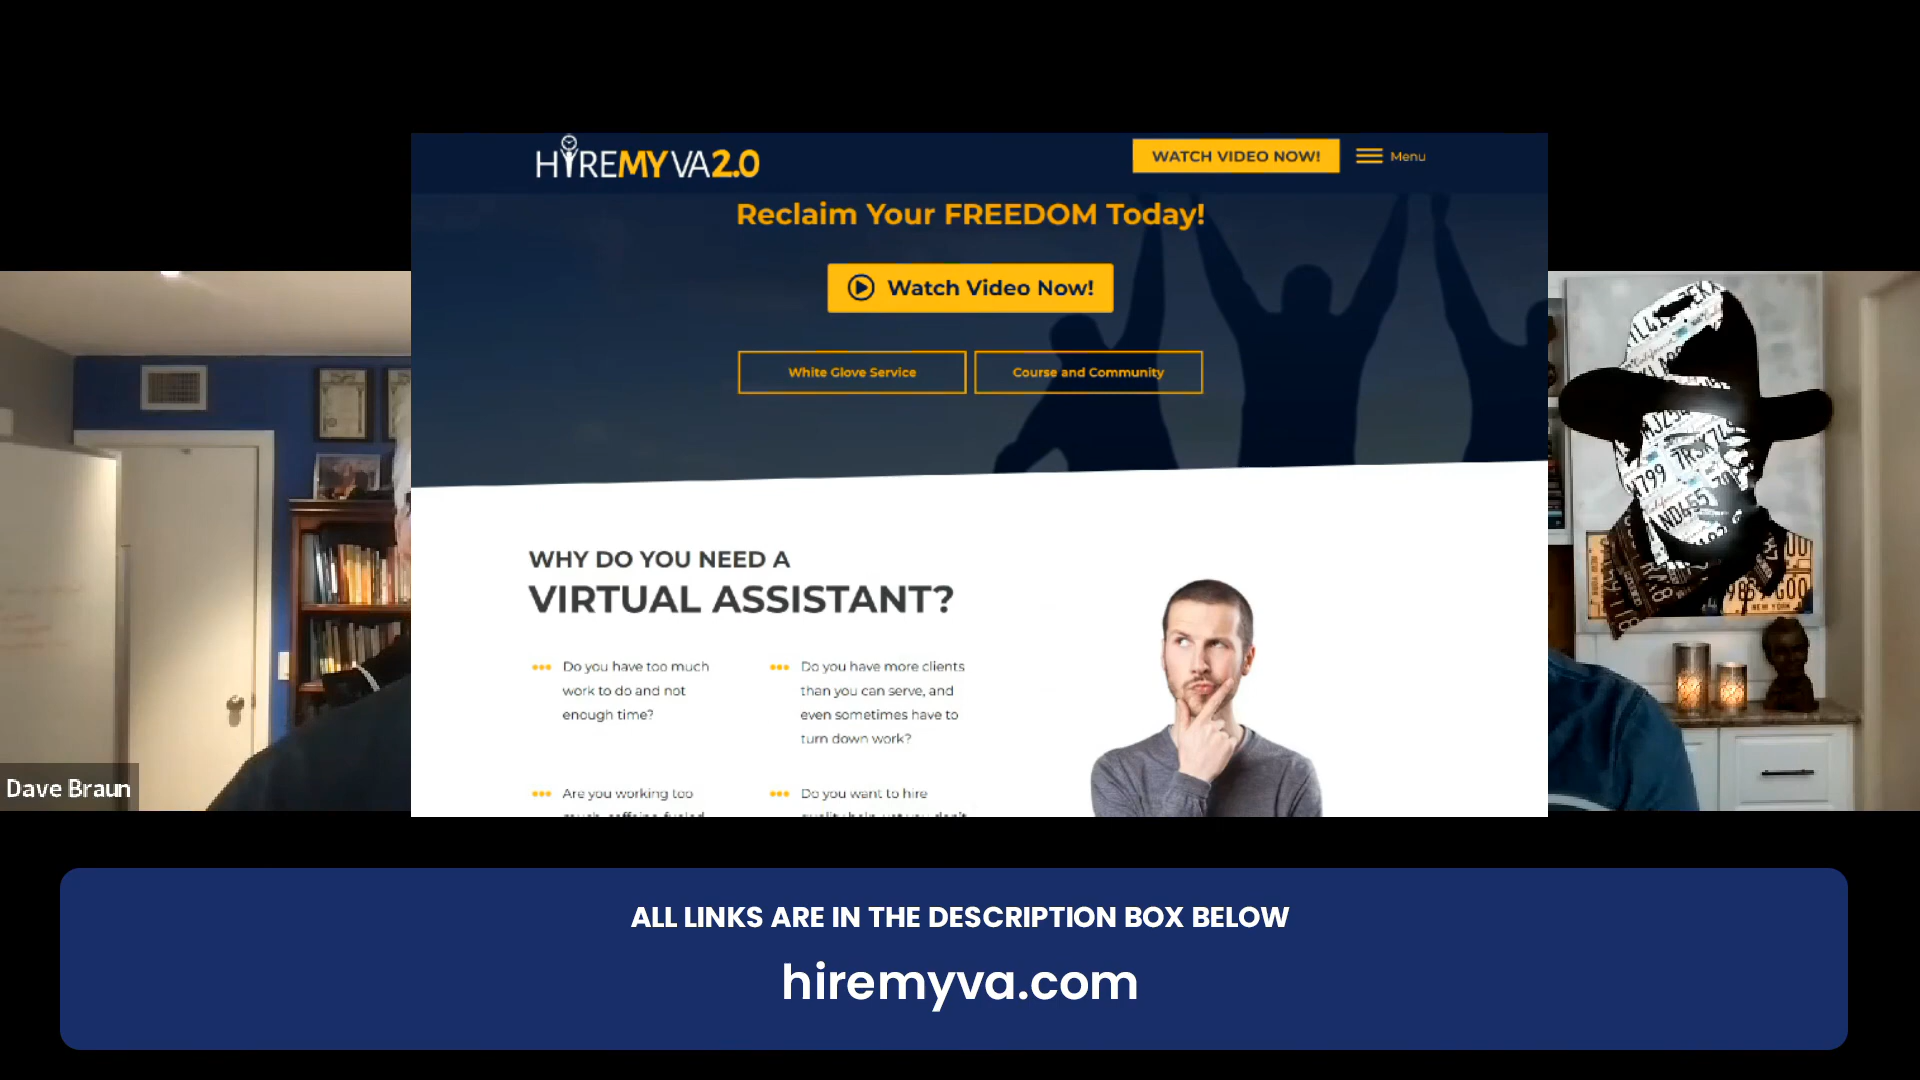 HIREMYVA2.0
WATCH VIDEO NOW!
Menu
Reclaim Your FREEDOM Today!
Watch Video Now!
White Glove Service
Course and Community
WHY DO YOU NEED A
VIRTUAL ASSISTANT?
Do you have too much
work to do and not
enough time?
Do you have more clients
than you can serve, and
even sometimes have to
turn down work?
Are you working too
Do you want to hire
7RSK
M799
AND655
Dave Braun
ALL LINKS ARE IN THE DESCRIPTION BOX BELOW
hiremyva.com